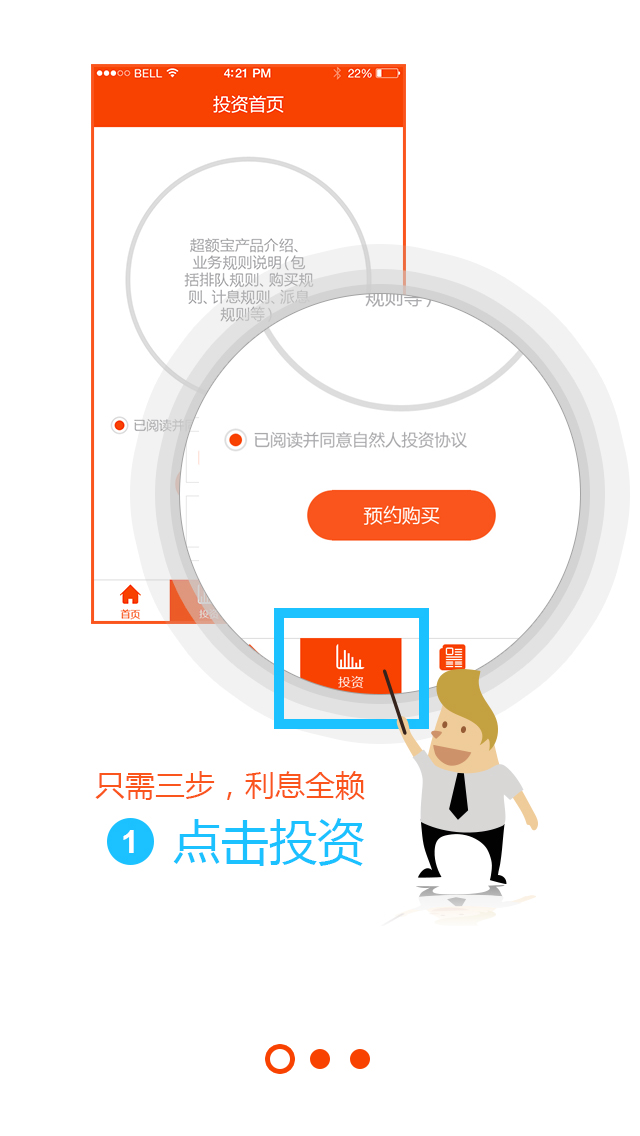 BELL 4:21 PM 22%
投资首页
超额宝产品介绍、
业务规则说明（包
括排队规则、购买规
则、计息规则、派息
规则等）
规则等）
已阅读并
已阅读并同意自然人投资协议
预约购买
首页
投
投资
只需三步，利息全赖
1 点击投资